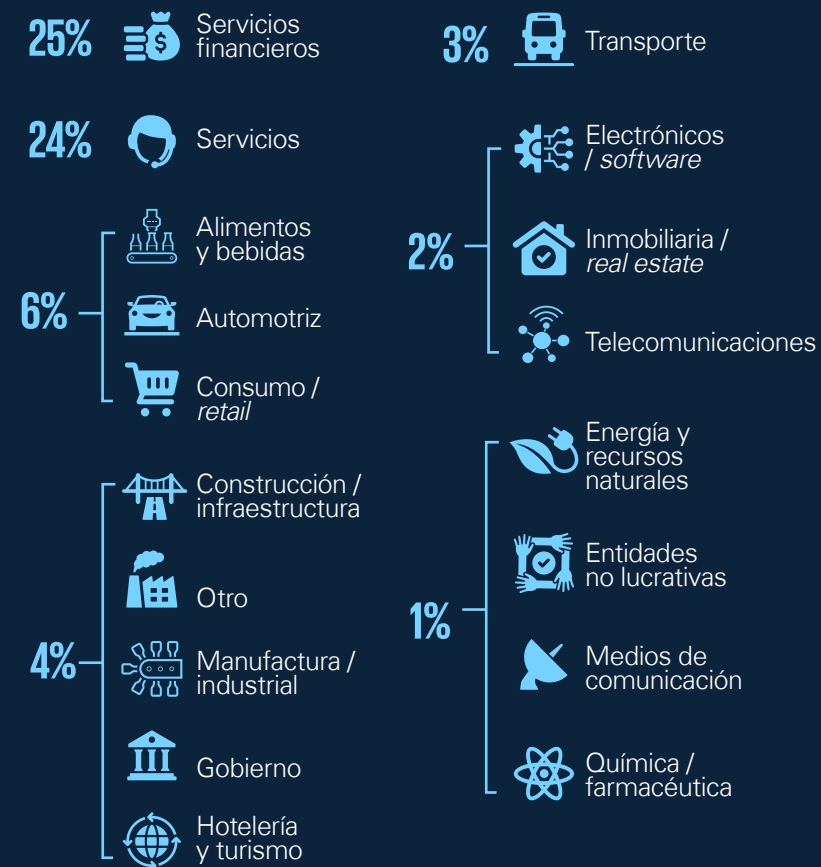 25%
Servicios
financieros
24%
Servicios
6%
Alimentos
y bebidas
Automotriz
Consumo /
retail
4%
Construcción /
infraestructura
Otro
Manufactura /
industrial
Gobierno
Hotelería
y turismo
3%
Transporte
2%
Electrónicos
/ software
Inmobiliaria /
real estate
Telecomunicaciones
1%
Energía y
recursos
naturales
Entidades
no lucrativas
Medios de
comunicación
Química /
farmacéutica